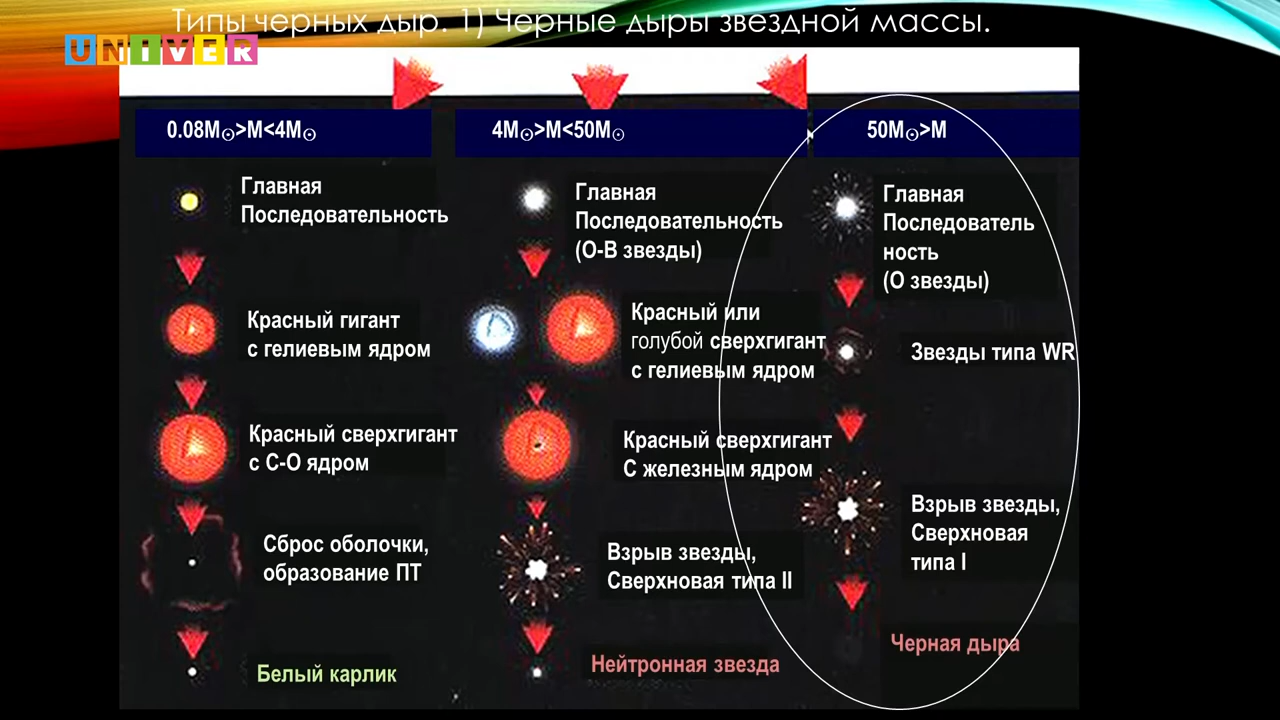 Типы черных дыр. 1) Черные дыры звездной массы.
UNIVER
0.08M⊙>M<4M⊙
Главная
Последовательность
Красный гигант
с гелиевым ядром
Красный сверхгигант
с С-О ядром
Сброс оболочки,
образование ПТ
Белый карлик
4M⊙>M<50M⊙
Главная
Последовательность
(О-В звезды)
Красный или
голубой сверхгигант
с гелиевым ядром
Красный сверхгигант
С железным ядром
Взрыв звезды,
Сверхновая типа II
Нейтронная звезда
50M⊙>M
Главная
Последователь
ность
(О звезды)
Звезды типа WR
Взрыв звезды,
Сверхновая
типа I
Черная дыра